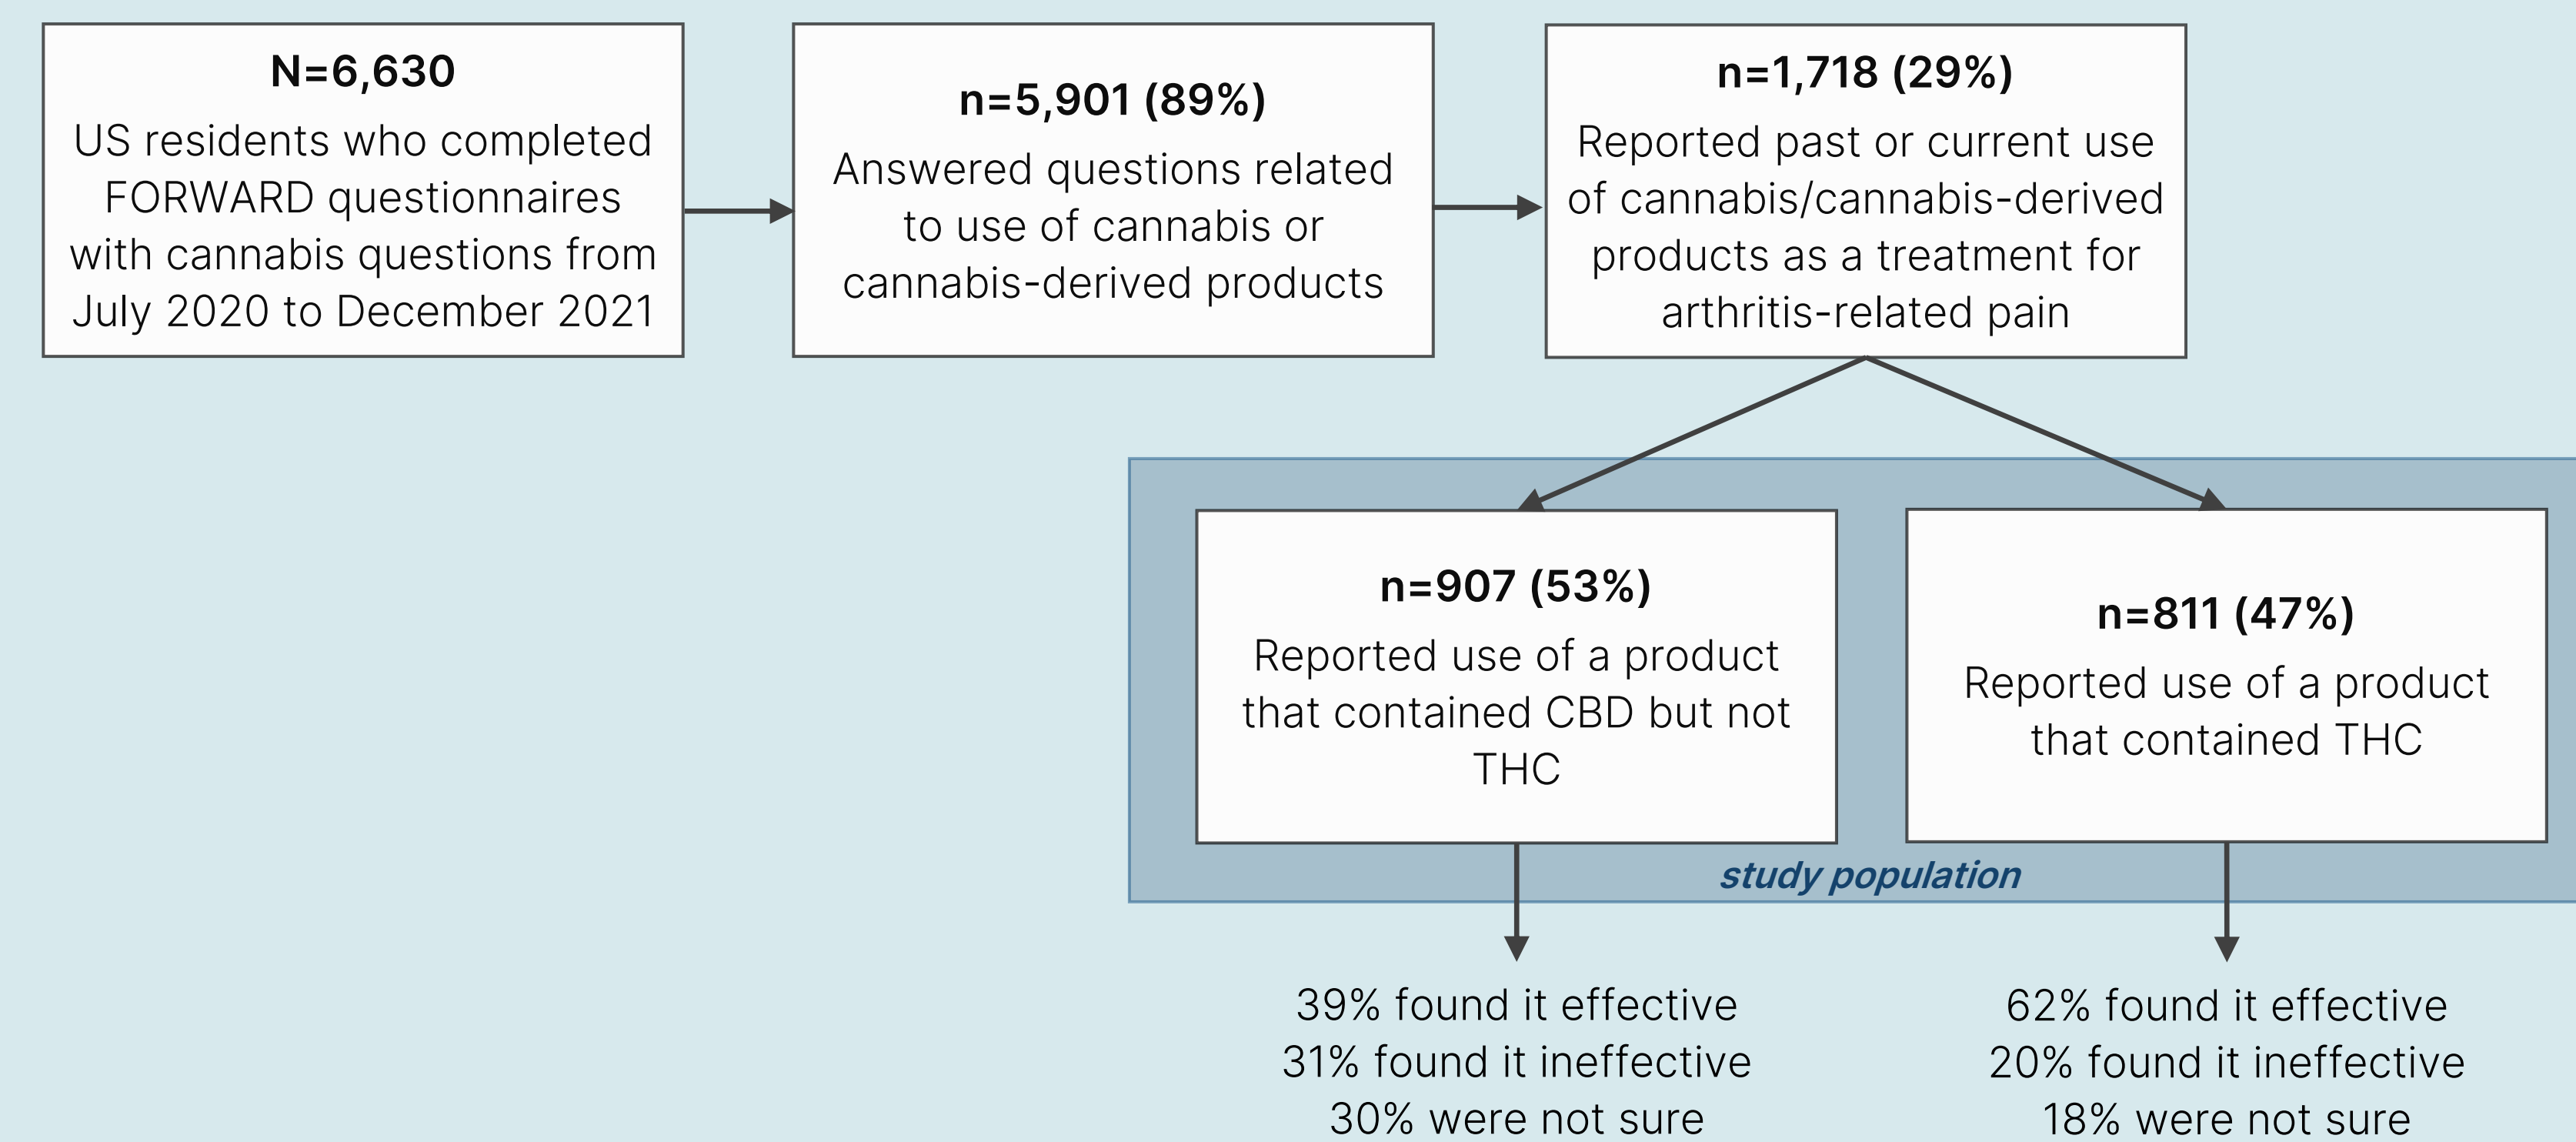 N=6,630
US residents who completed
FORWARD questionnaires
with cannabis questions from
July 2020 to December 2021
n=5,901 (89%)
Answered questions related
to use of cannabis or
cannabis-derived products
n=1,718 (29%)
Reported past or current use
of cannabis/cannabis-derived
products as a treatment for
arthritis-related pain
n=907 (53%)
Reported use of a product
that contained CBD but not
THC
n=811 (47%)
Reported use of a product
that contained THC
study population
39% found it effective
31% found it ineffective
30% were not sure
62% found it effective
20% found it ineffective
18% were not sure